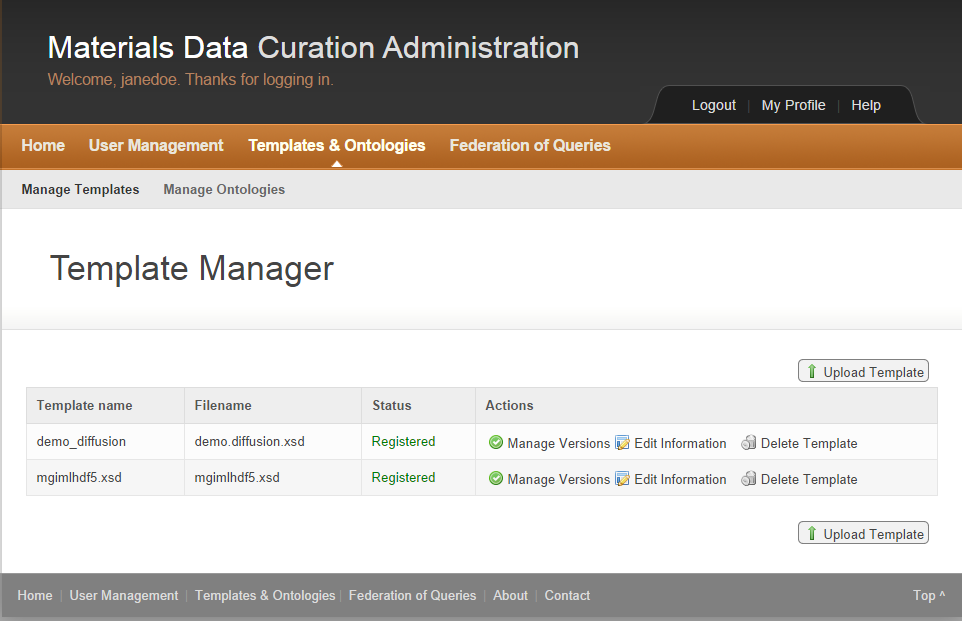 Materials Data Curation Administration
Welcome, janedoe. Thanks for logging in.
Logout | My Profile | Help
Home User Management Templates & Ontologies Federation of Queries
Manage Templates Manage Ontologies
Template Manager
Upload Template
Template name Filename Status Actions
demo_diffusion demo.diffusion.xsd Registered Manage Versions Edit Information Delete Template
mgimlhdf5.xsd mgimlhdf5.xsd Registered Manage Versions Edit Information Delete Template
Upload Template
Home | User Management | Templates & Ontologies | Federation of Queries | About | Contact Top ^